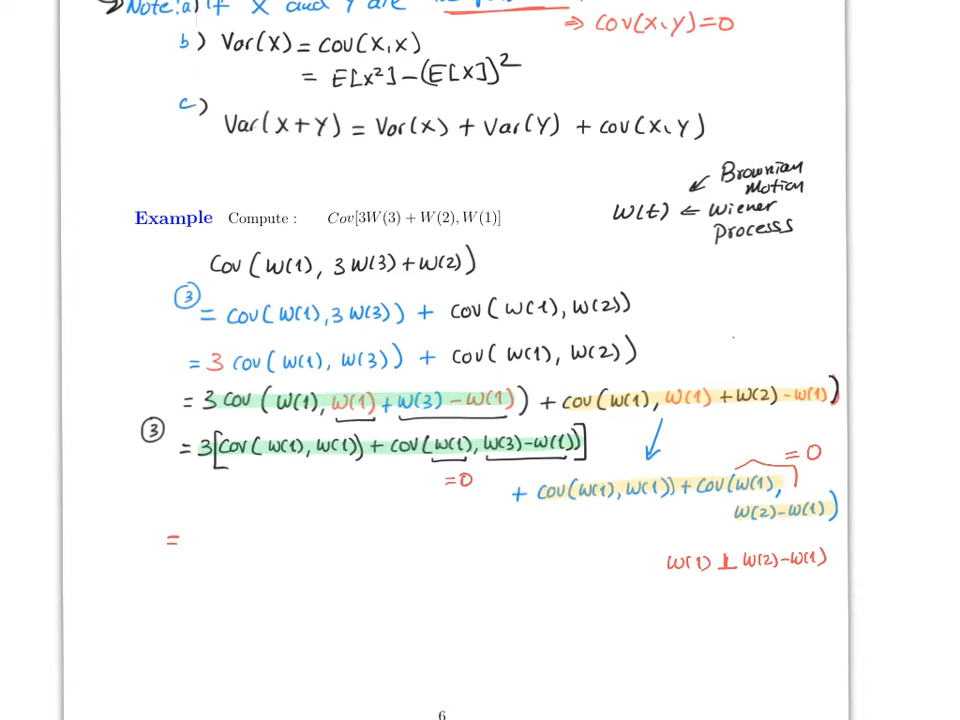 Note: a) If X and Y are
⇒ Cov(X,Y)=0
b) Var(X) = Cov(X,X)
= E[X²] - (E[X])²
c)
Var(X+Y) = Var(X) + Var(Y) + Cov(X,Y)
↙ Brownian
Motion
W(t) ⇐ Wiener
Processs
Example Compute : Cov[3W(3) + W(2), W(1)]
Cov(W(1), 3W(3)+W(2))
③
= Cov(W(1), 3W(3)) + Cov(W(1), W(2))
= 3 Cov(W(1), W(3)) + Cov(W(1), W(2))
= 3 Cov(W(1), W(1) + W(3) - W(1)) + Cov(W(1), W(1) + W(2) - W(1))
③
= 3[Cov(W(1), W(1)) + Cov(W(1), W(3) - W(1))]
= 0
= 0
+ Cov(W(1), W(1)) + Cov(W(1),
W(2) - W(1))
=
W(1) ⊥ W(2) - W(1)
6